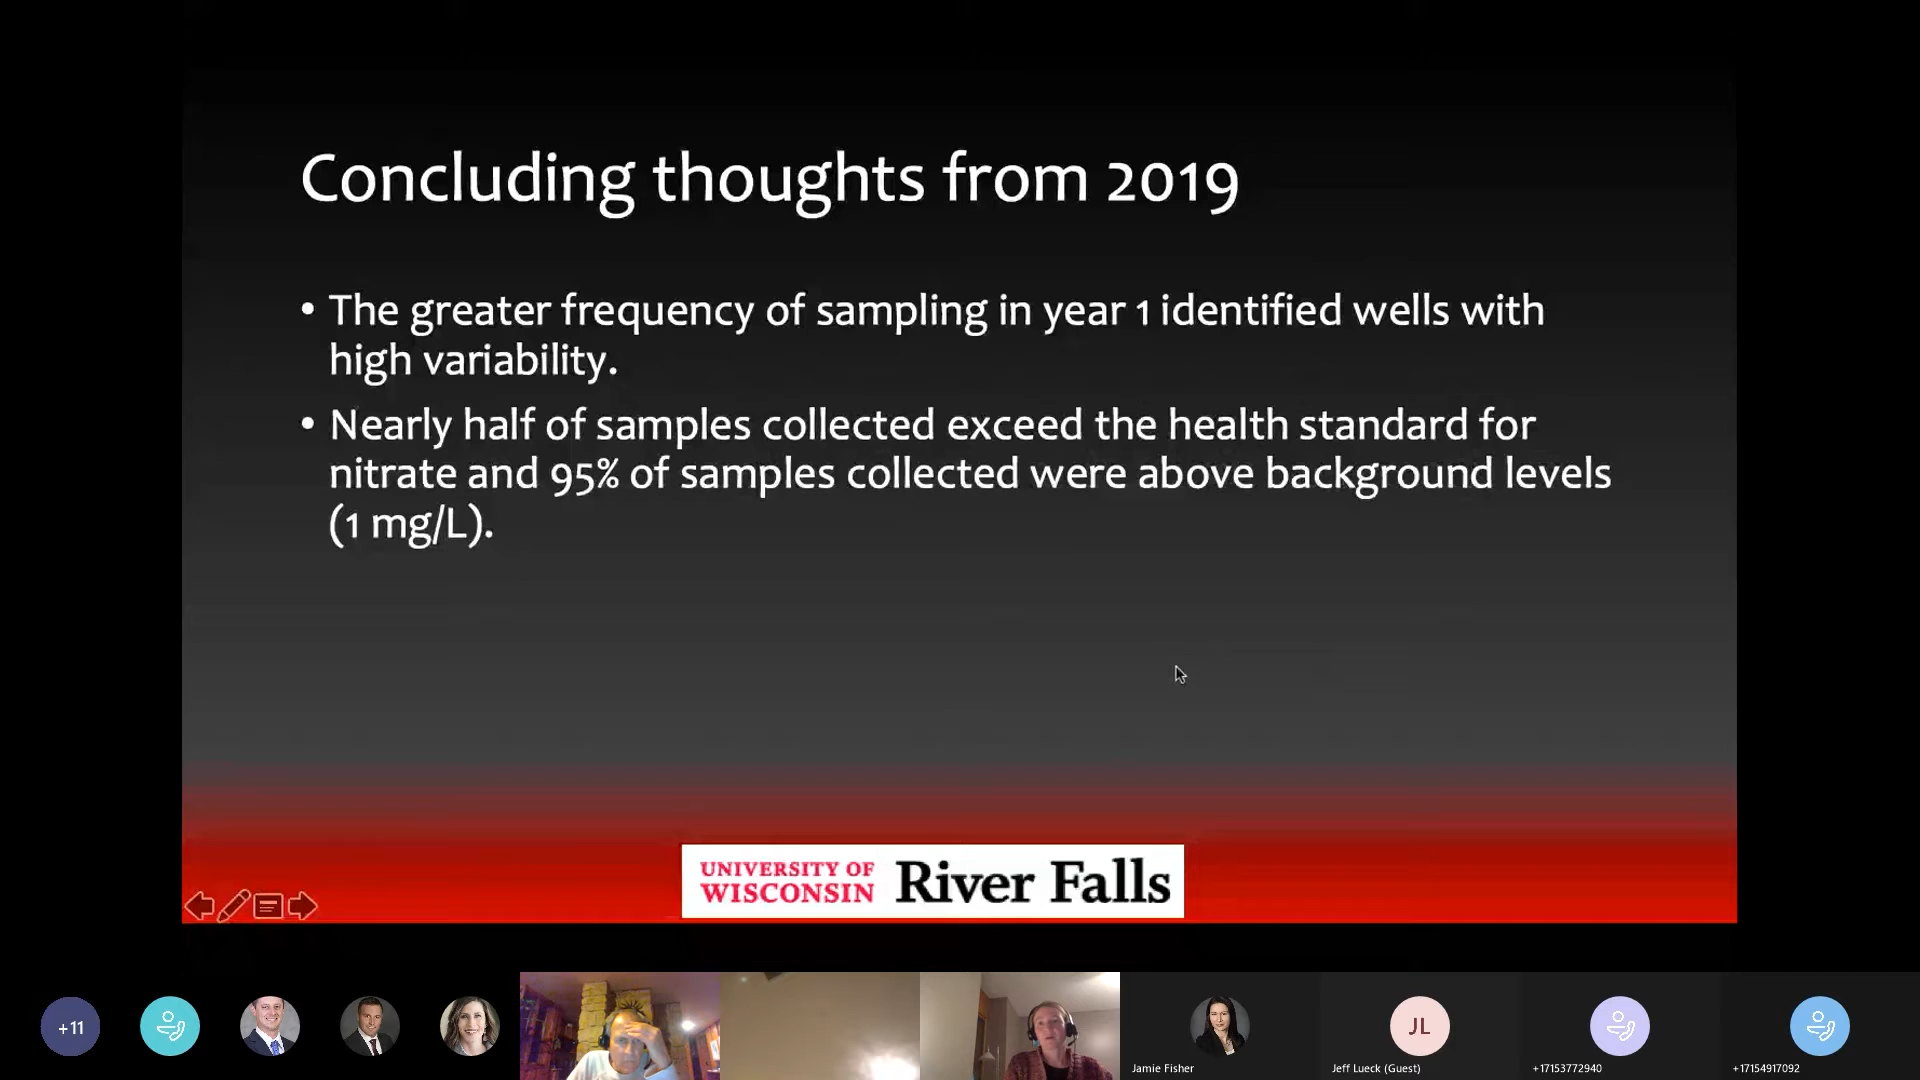 Concluding thoughts from 2019
• The greater frequency of sampling in year 1 identified wells with
high variability.
• Nearly half of samples collected exceed the health standard for
nitrate and 95% of samples collected were above background levels
(1 mg/L).
UNIVERSITY OF
WISCONSIN
River Falls
+11
JL
Jamie Fisher
Jeff Lueck (Guest)
+17153772940
+17154917092